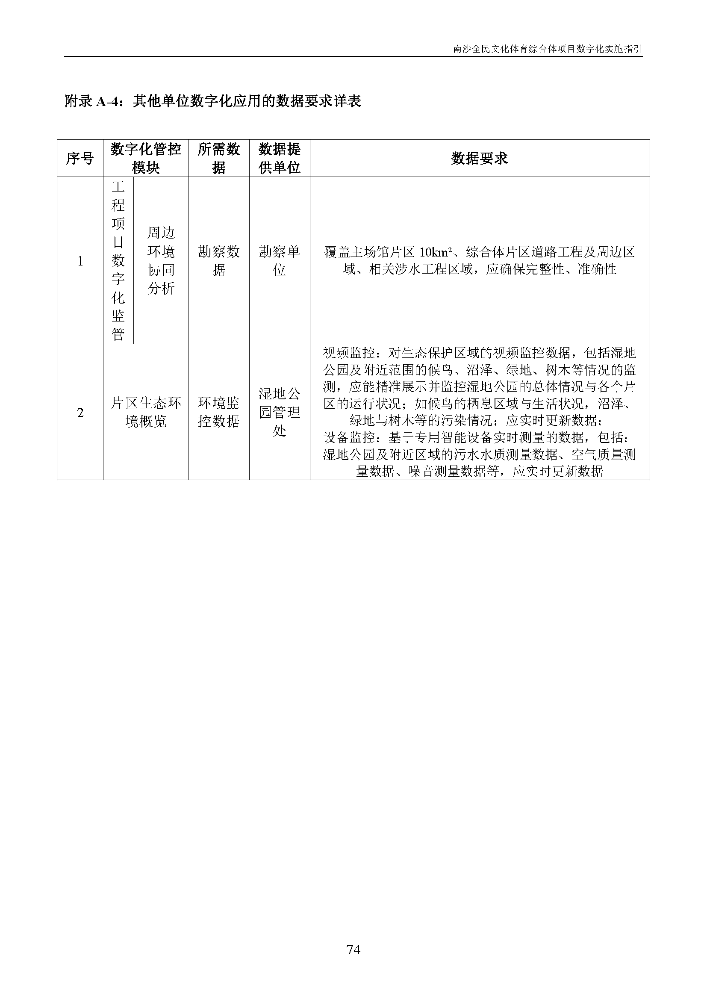 南沙全民文化体育综合体项目数字化实施指引
附录 A-4：其他单位数字化应用的数据要求详表
序号
数字化管控
模块
所需数
据
数据提
供单位
数据要求
1
工
程
项
目
数
字
化
监
管
周边
环境
协同
分析
勘察数
据
勘察单
位
覆盖主场馆片区 10km²、综合体片区道路工程及周边区
域、相关涉水工程区域，应确保完整性、准确性
2
片区生态环
境概览
环境监
控数据
湿地公
园管理
处
视频监控：对生态保护区域的视频监控数据，包括湿地
公园及附近范围的候鸟、沼泽、绿地、树木等情况的监
测，应能精准展示并监控湿地公园的总体情况与各个片
区的运行状况；如候鸟的栖息区域与生活状况，沼泽、
绿地与树木等的污染情况；应实时更新数据；
设备监控：基于专用智能设备实时测量的数据，包括：
湿地公园及附近区域的污水水质测量数据、空气质量测
量数据、噪音测量数据等，应实时更新数据
74